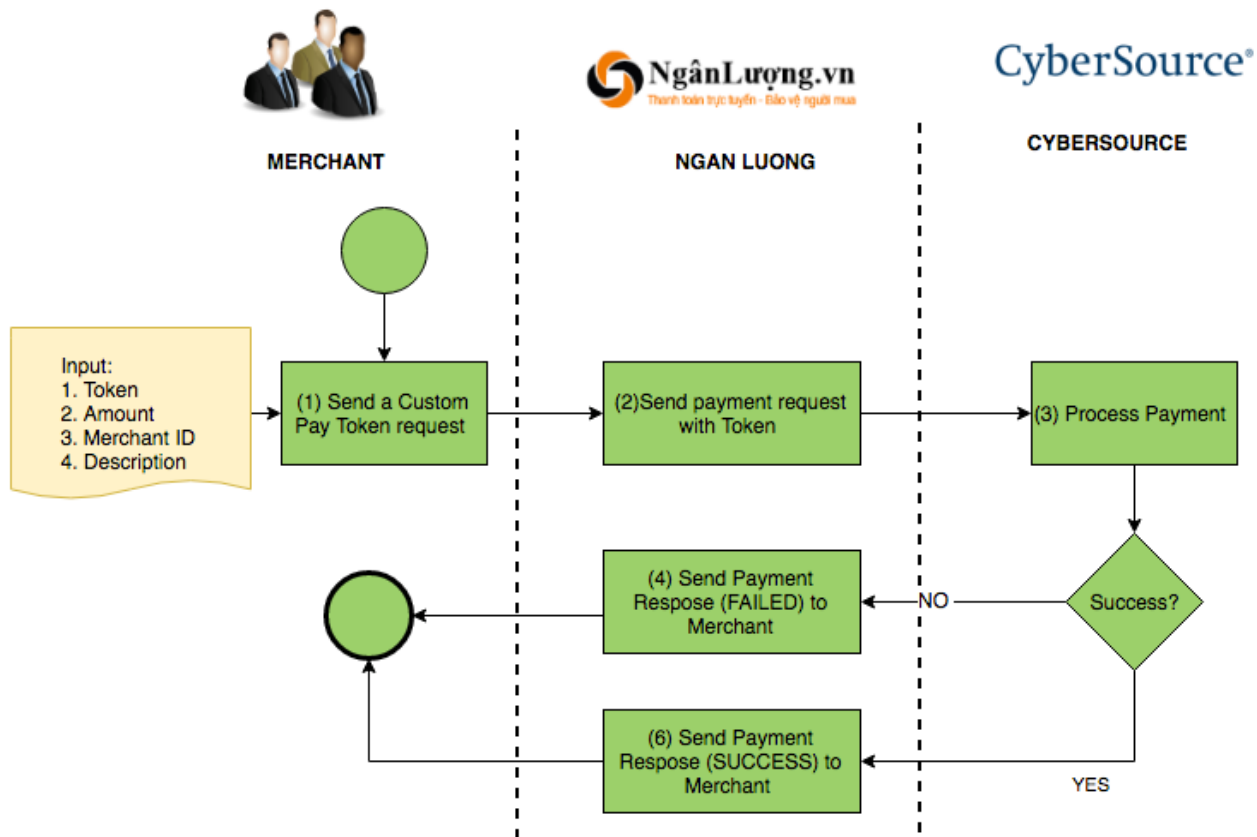 NgânLượng.vn
Thanh toán trực tuyến - Bảo vệ người mua
CyberSource®
MERCHANT
NGAN LUONG
CYBERSOURCE
Input:
1. Token
2. Amount
3. Merchant ID
4. Description
(1) Send a Custom
Pay Token request
(2)Send payment request
with Token
(3) Process Payment
(4) Send Payment
Respose (FAILED) to
Merchant
NO
Success?
(6) Send Payment
Respose (SUCCESS) to
Merchant
YES